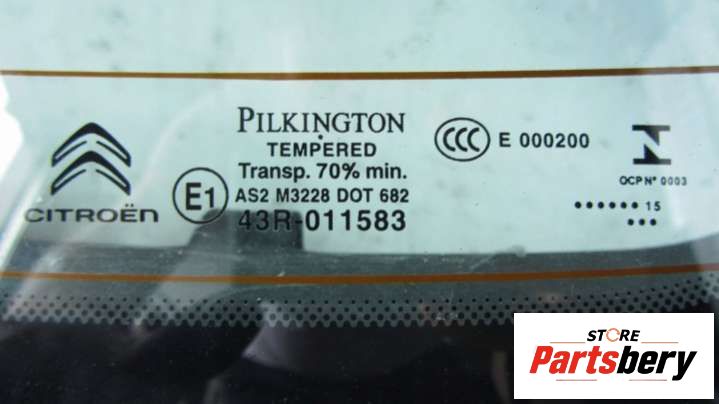 CITROËN
PILKINGTON
TEMPERED
Transp. 70% min.
AS2 M3228 DOT 682
43R-011583
E1
CCC E 000200
N
OCP Nº 0003
•••••• 15
•••
STORE
Partsbery